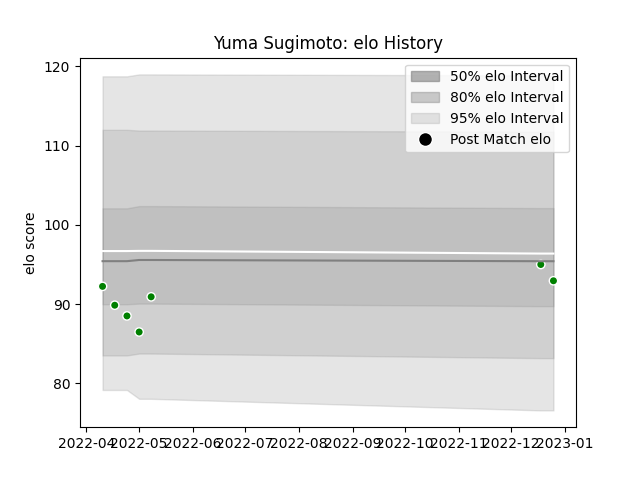 Yuma Sugimoto: elo History
50% elo Interval
80% elo Interval
95% elo Interval
Post Match elo
elo score
120
110
100
90
80
2022-04 2022-05 2022-06 2022-07 2022-08 2022-09 2022-10 2022-11 2022-12 2023-01